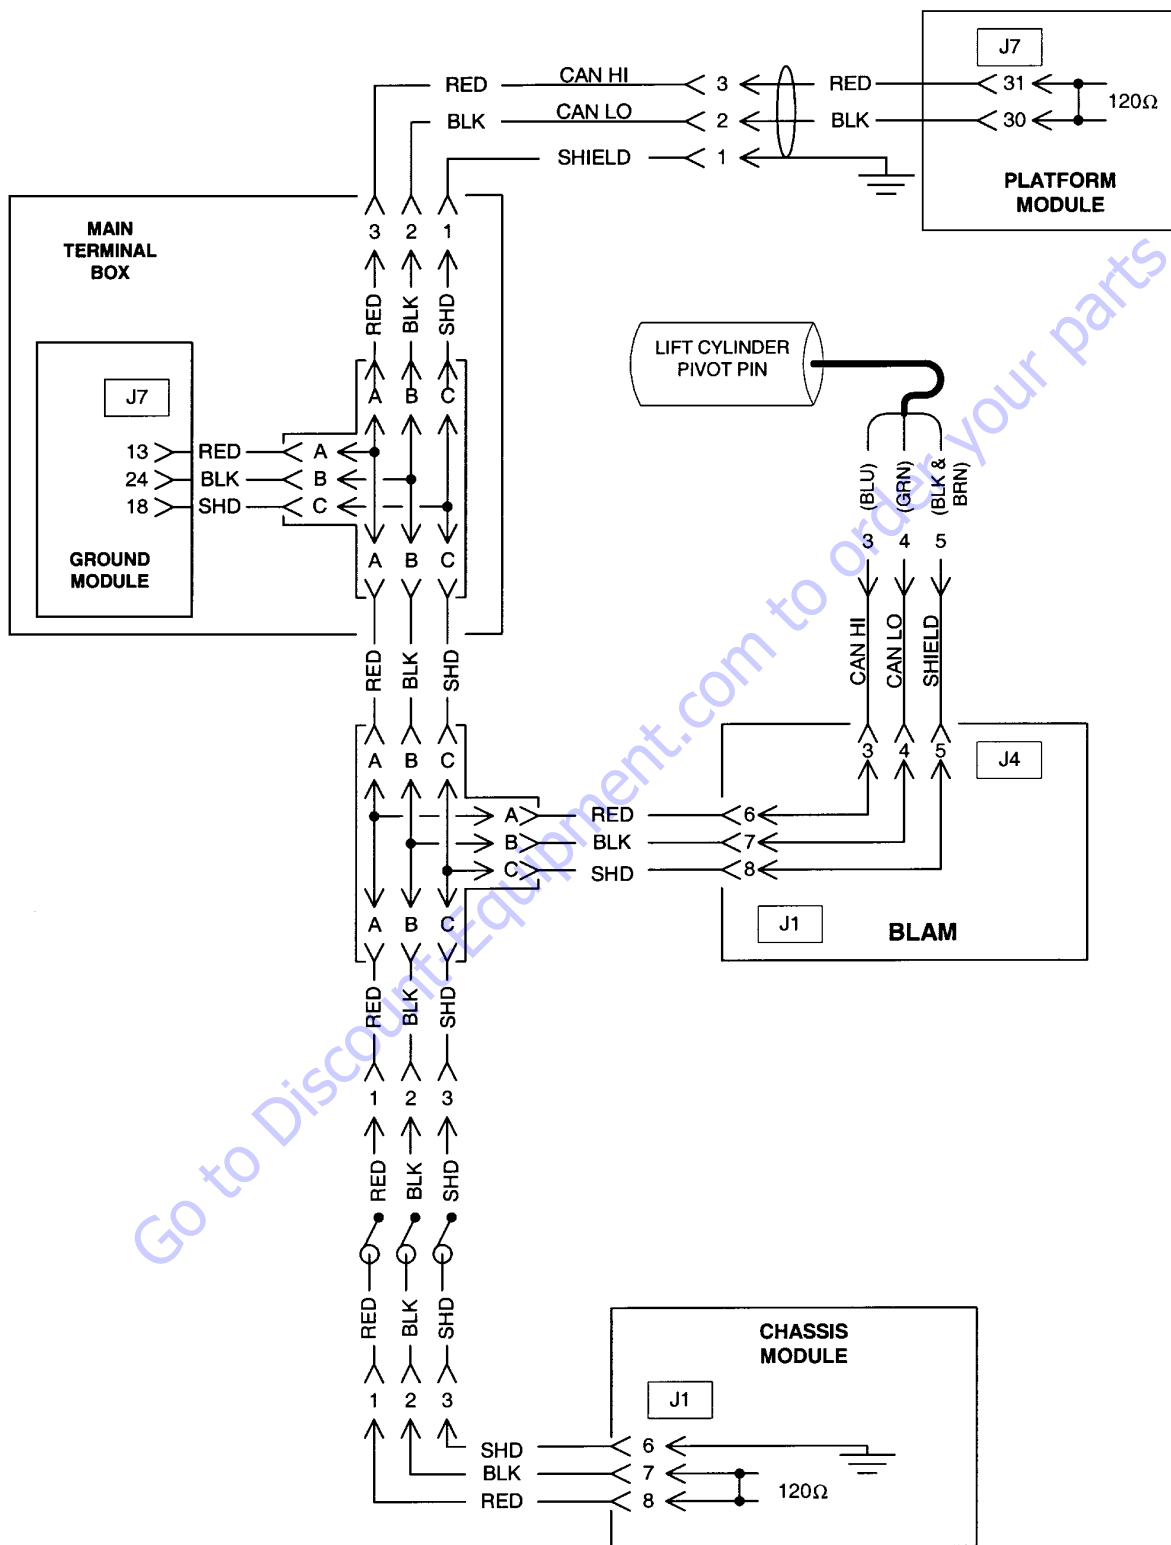 J7
RED CAN HI 3 RED 31
120Ω
BLK CAN LO 2 BLK 30
SHIELD 1
PLATFORM
MODULE
MAIN
TERMINAL
BOX
3 2 1
RED BLK SHD
LIFT CYLINDER
PIVOT PIN
J7
A B C
13 RED A
24 BLK B
18 SHD C
(BLU) (GRN) (BLK &
BRN)
3 4 5
GROUND
MODULE
A B C
CAN HI CAN LO SHIELD
RED BLK SHD
3 4 5
J4
A B C
A RED 6
B BLK 7
C SHD 8
J1
BLAM
A B C
RED BLK SHD
1 2 3
RED BLK SHD
RED BLK SHD
CHASSIS
MODULE
J1
1 2 3
SHD 6
BLK 7
120Ω
RED 8
Go to Discount-Equipment.com to order your parts